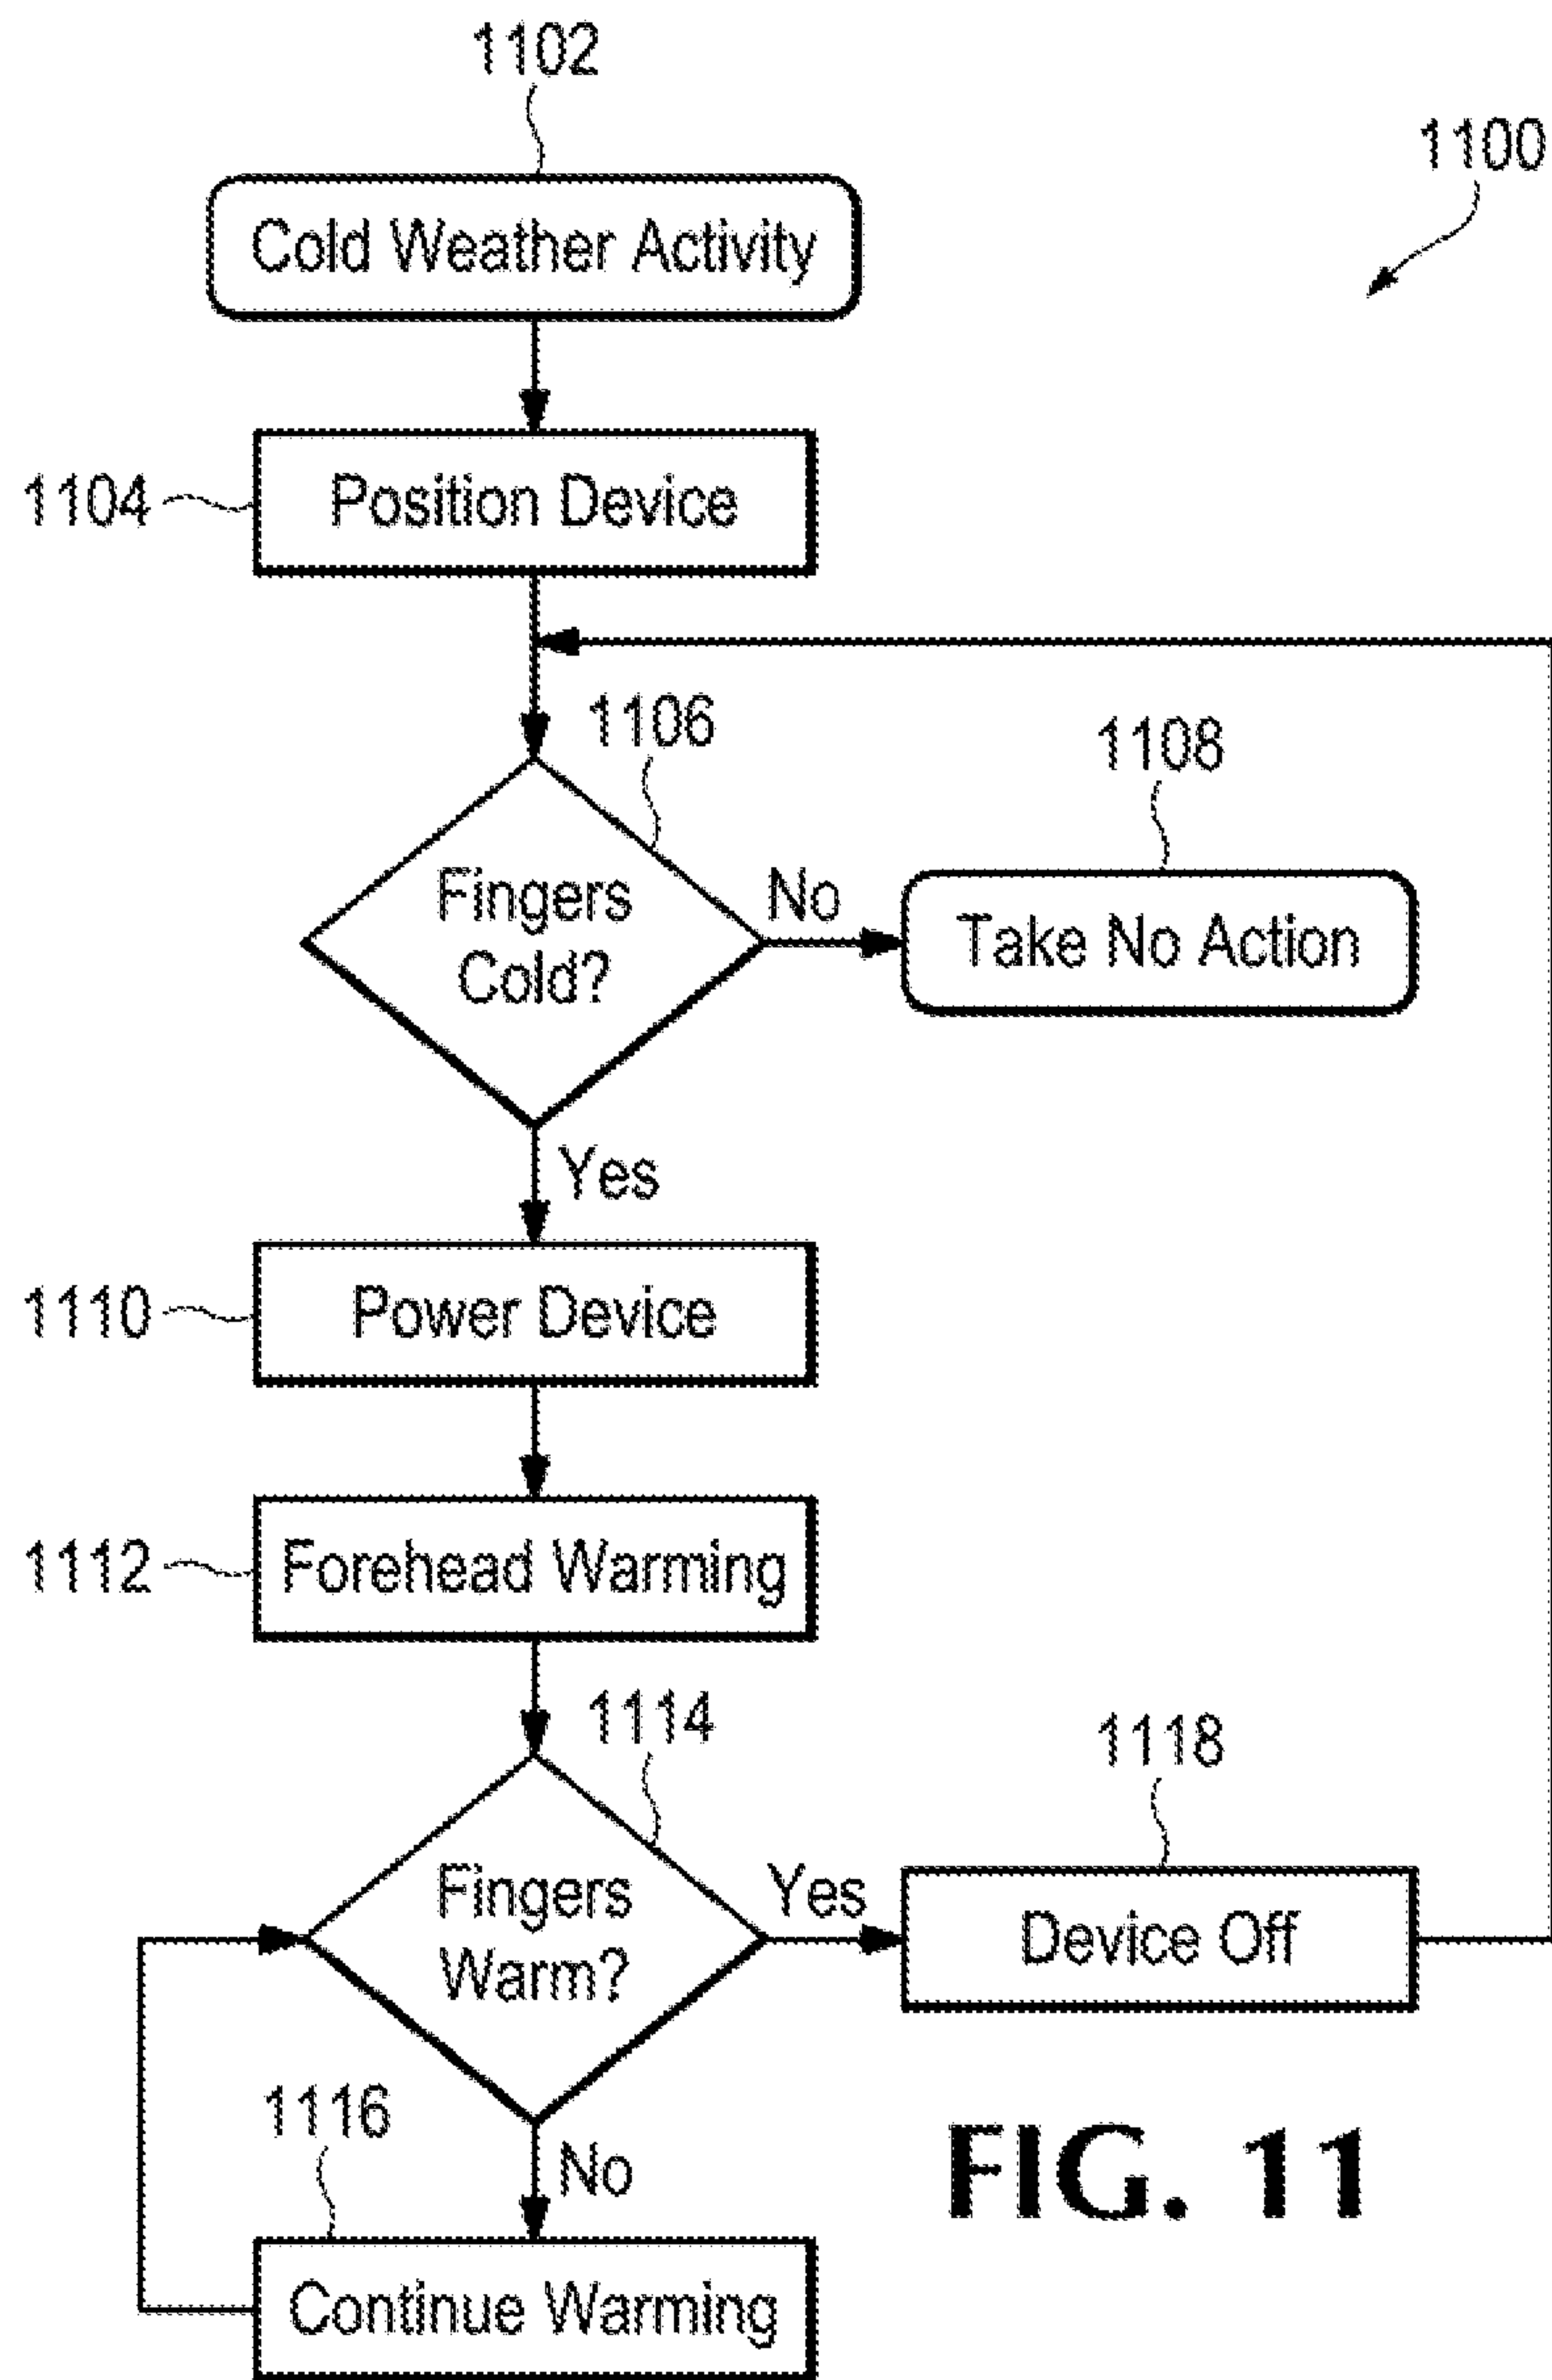 1102
1100
Cold Weather Activity
1104
Position Device
1106
1108
Fingers
Cold?
No
Take No Action
Yes
1110
Power Device
1112
Forehead Warming
1114
1118
Fingers
Warm?
Yes
Device Off
1116
No
FIG. 11
Continue Warming